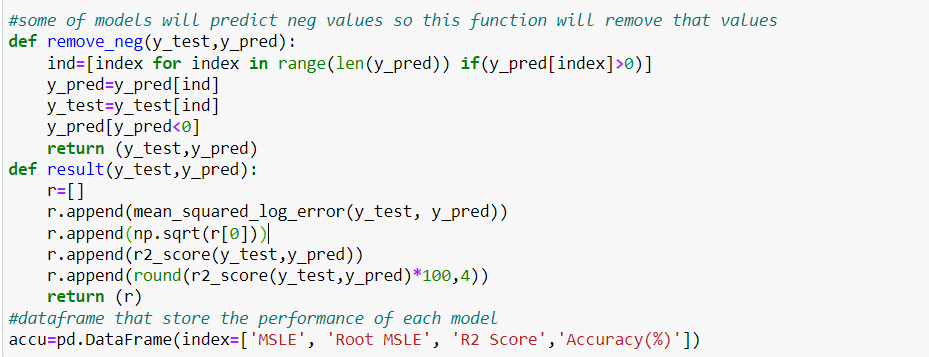 #some of models will predict neg values so this function will remove that values
def remove_neg(y_test,y_pred):
    ind=[index for index in range(len(y_pred)) if(y_pred[index]>0)]
    y_pred=y_pred[ind]
    y_test=y_test[ind]
    y_pred[y_pred<0]
    return (y_test,y_pred)
def result(y_test,y_pred):
    r=[]
    r.append(mean_squared_log_error(y_test, y_pred))
    r.append(np.sqrt(r[0]))
    r.append(r2_score(y_test,y_pred))
    r.append(round(r2_score(y_test,y_pred)*100,4))
    return (r)
#dataframe that store the performance of each model
accu=pd.DataFrame(index=['MSLE', 'Root MSLE', 'R2 Score','Accuracy(%)'])